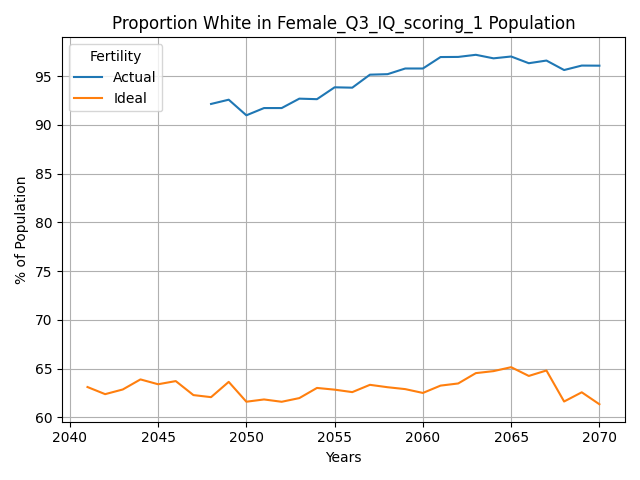 Proportion White in Female_Q3_IQ_scoring_1 Population
Fertility
Actual
Ideal
% of Population
95
90
85
80
75
70
65
60
2040
2045
2050
2055
2060
2065
2070
Years